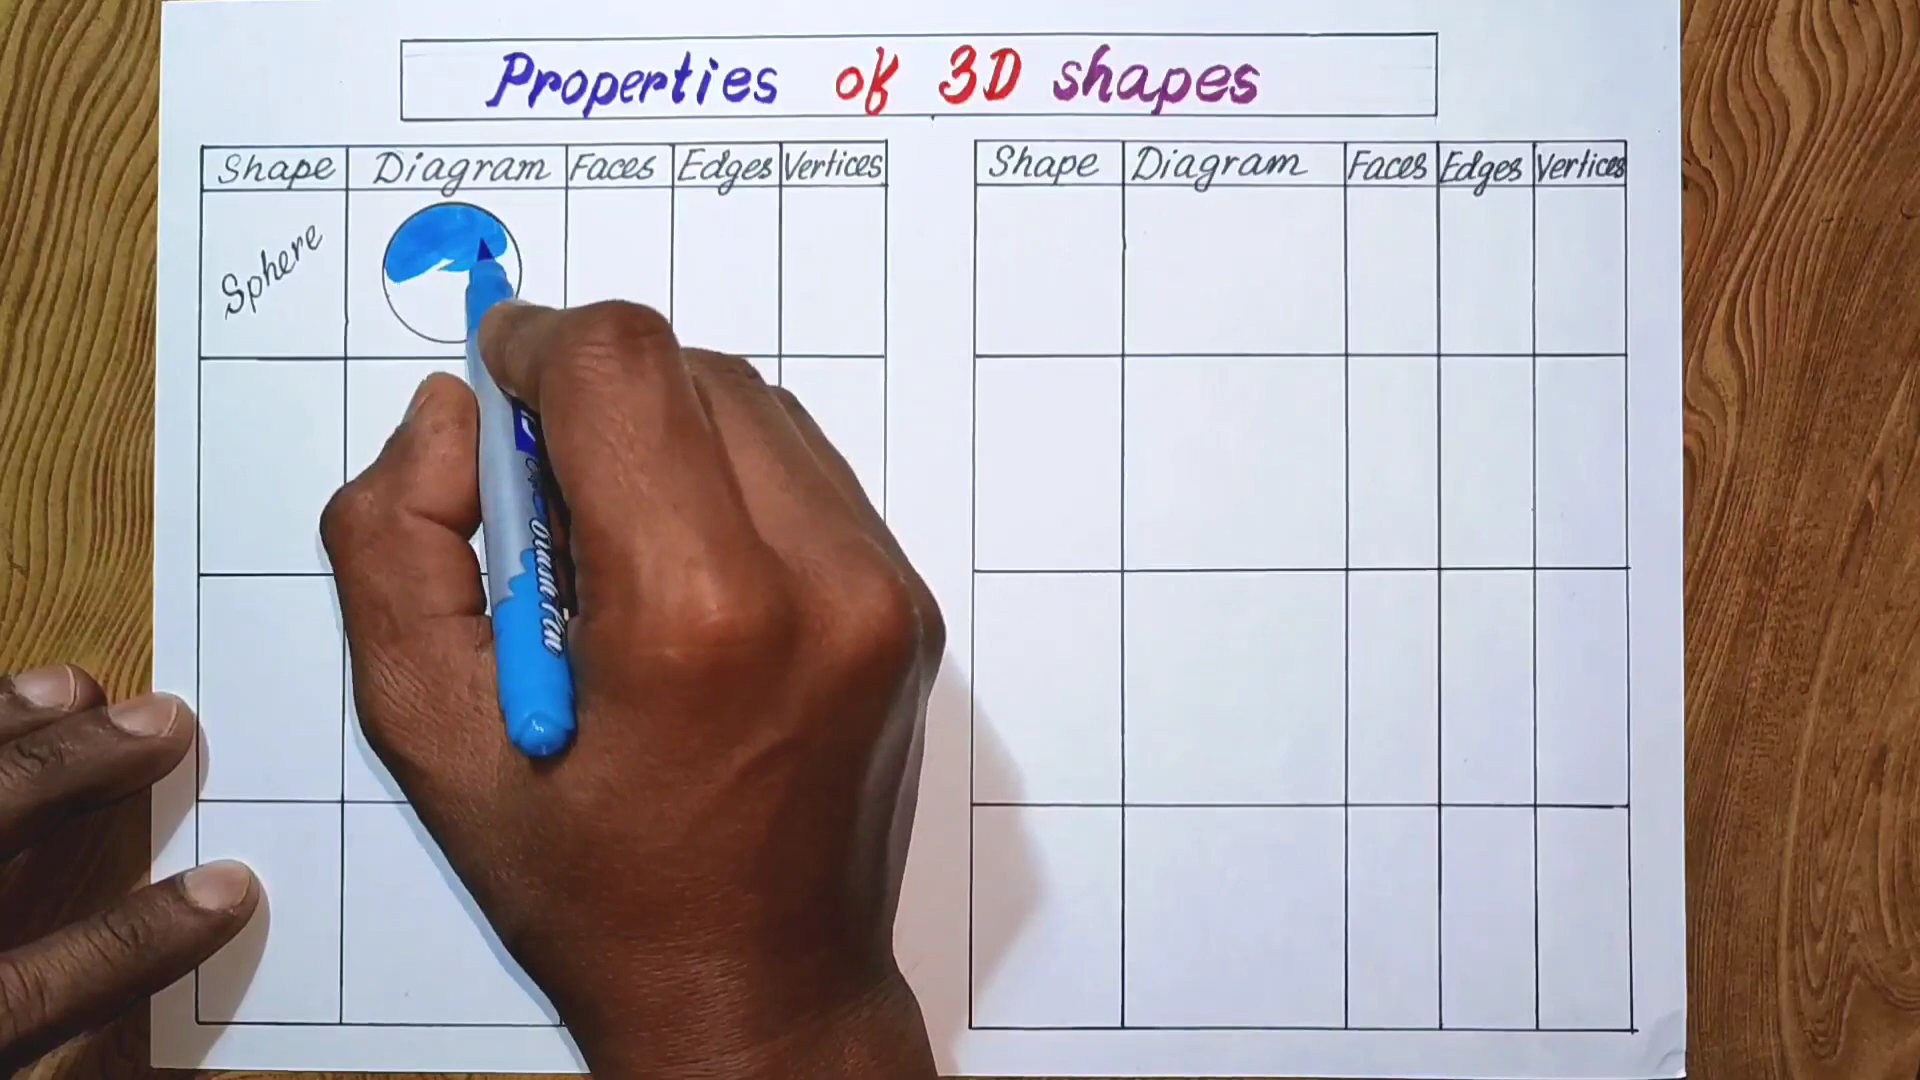 Properties of 3D shapes
Shape Diagram Faces Edges Vertices
Sphere
Shape Diagram Faces Edges Vertices